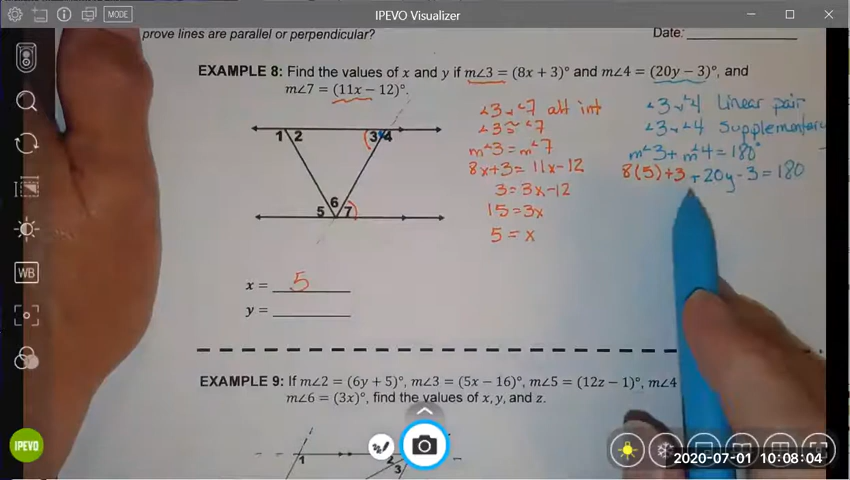 IPEVO Visualizer
MODE
prove lines are parallel or perpendicular?
Date:
EXAMPLE 8: Find the values of x and y if m∠3 = (8x + 3)° and m∠4 = (20y − 3)°, and
m∠7 = (11x − 12)°.
1 2 3 4
5 6 7
∠3 ∠7 alt int
∠3 ≅ ∠7
m∠3 = m∠7
8x+3 = 11x-12
3 = 3x-12
15 = 3x
5 = x
∠3 ∠4 Linear pair
∠3 ∠4 Supplementary
m∠3 + m∠4 = 180°
8(5) +3 + 20y - 3 = 180
x = 5
y =
EXAMPLE 9: If m∠2 = (6y + 5)°, m∠3 = (5x − 16)°, m∠5 = (12z − 1)°, m∠4
m∠6 = (3x)°, find the values of x, y, and z.
1 2
3
WB
IPEVO
2020-07-01 10:08:04